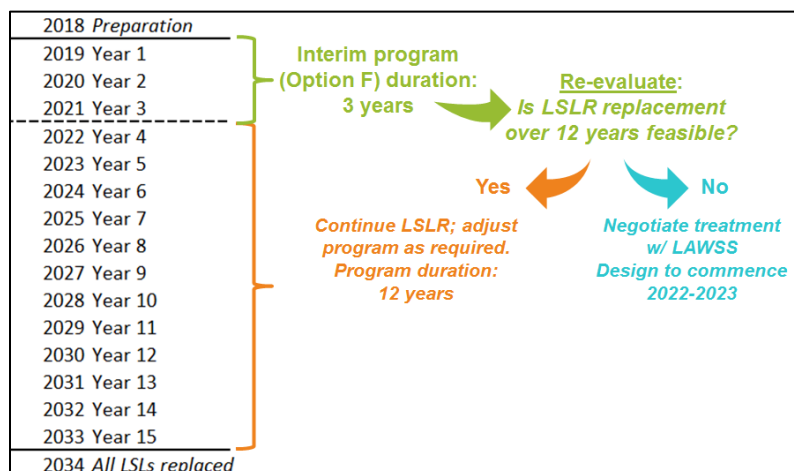 2018 Preparation
2019 Year 1
2020 Year 2
2021 Year 3
2022 Year 4
2023 Year 5
2024 Year 6
2025 Year 7
2026 Year 8
2027 Year 9
2028 Year 10
2029 Year 11
2030 Year 12
2031 Year 13
2032 Year 14
2033 Year 15
2034 All LSLs replaced
Interim program
(Option F) duration:
3 years
Re-evaluate:
Is LSLR replacement
over 12 years feasible?
Yes
Continue LSLR; adjust
program as required.
Program duration:
12 years
No
Negotiate treatment
w/ LAWSS
Design to commence
2022-2023